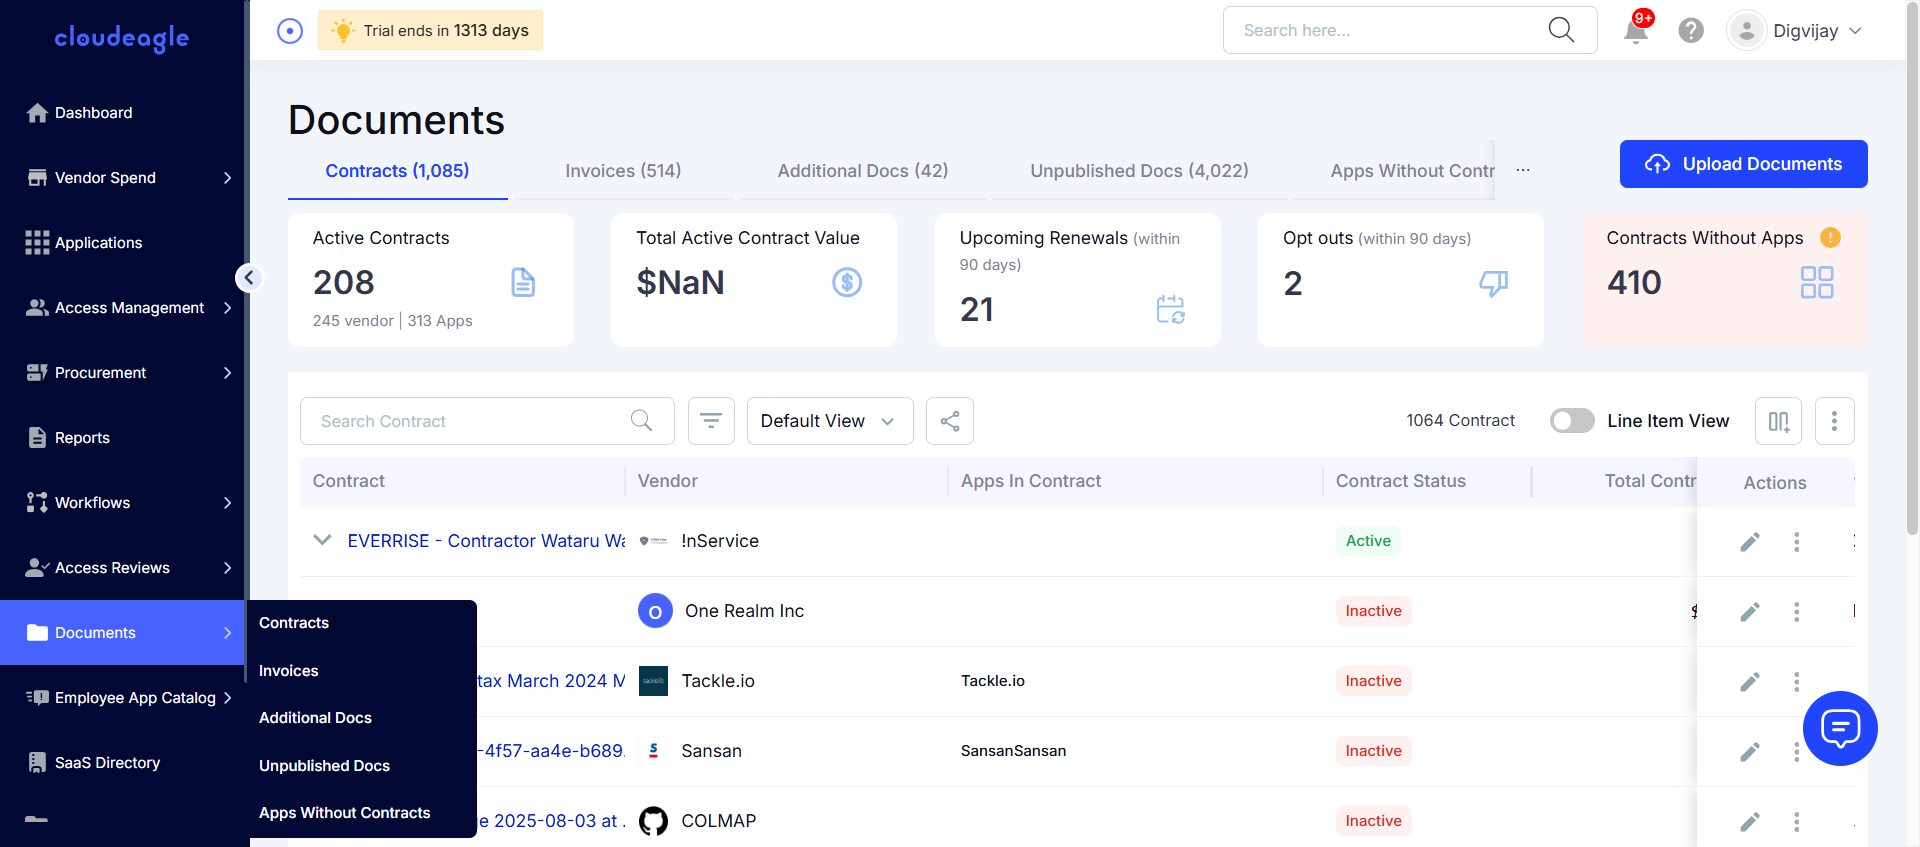 cloudeagle
Trial ends in 1313 days
Search here...
9+
Digvijay
Dashboard
Vendor Spend
Applications
Access Management
Procurement
Reports
Workflows
Access Reviews
Documents
Employee App Catalog
SaaS Directory
Contracts
Invoices
Additional Docs
Unpublished Docs
Apps Without Contracts
Documents
Contracts (1,085)
Invoices (514)
Additional Docs (42)
Unpublished Docs (4,022)
Apps Without Contr
...
Upload Documents
Active Contracts
208
245 vendor | 313 Apps
Total Active Contract Value
$NaN
Upcoming Renewals (within
90 days)
21
Opt outs (within 90 days)
2
Contracts Without Apps
410
Search Contract
Default View
1064 Contract
Line Item View
Contract Vendor Apps In Contract Contract Status Total Contr Actions
EVERRISE - Contractor Wataru Wa !nService Active
O One Realm Inc Inactive $
tax March 2024 M Tackle.io Tackle.io Inactive
-4f57-aa4e-b689. Sansan SansanSansan Inactive
e 2025-08-03 at . COLMAP Inactive